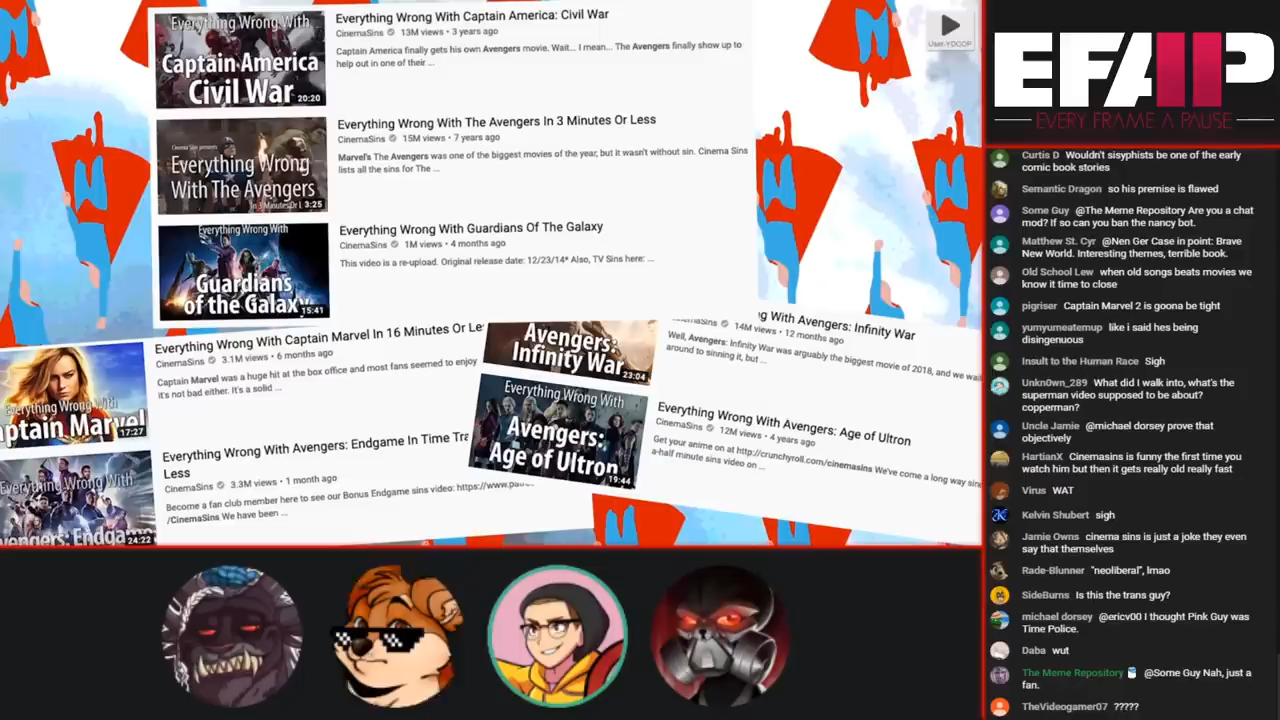 Everything Wrong With
Captain America
Civil War
20:20
Everything Wrong With Captain America: Civil War
CinemaSins 13M views • 3 years ago
Captain America finally gets his own Avengers movie. Wait... I mean... The Avengers finally show up to
help out in one of their ...
Cinema Sins presents
Everything Wrong
With The Avengers
In 3 Minutes Or L
3:25
Everything Wrong With The Avengers In 3 Minutes Or Less
CinemaSins 15M views • 7 years ago
Marvel's The Avengers was one of the biggest movies of the year, but it wasn't without sin. Cinema Sins
lists all the sins for The ...
Everything Wrong With
Guardians
of the Galaxy
15:41
Everything Wrong With Guardians Of The Galaxy
CinemaSins 1M views • 4 months ago
This video is a re-upload. Original release date: 12/23/14* Also, TV Sins here: ...
Everything Wrong With
ptain Marvel
17:27
Everything Wrong With Captain Marvel In 16 Minutes Or Le
CinemaSins 3.1M views • 6 months ago
Captain Marvel was a huge hit at the box office and most fans seemed to enjoy
it's not bad either. It's a solid ...
Everything Wrong With
vengers: Endga
24:22
Everything Wrong With Avengers: Endgame In Time Tra
Less
CinemaSins 3.3M views • 1 month ago
Become a fan club member here to see our Bonus Endgame sins video: https://www.pa
/CinemaSins We have been ...
Avengers:
Infinity War
23:04
g With Avengers: Infinity War
maSins 14M views • 12 months ago
Well, Avengers: Infinity War was arguably the biggest movie of 2018, and we wai
around to sinning it, but ...
Everything Wrong With
Avengers:
Age of Ultron
19:44
Everything Wrong With Avengers: Age of Ultron
CinemaSins 12M views • 4 years ago
Get your anime on at http://crunchyroll.com/cinemasins We've come a long way sin
a-half minute sins video on ...
User-YDOOP
EFAP
EVERY FRAME A PAUSE
Curtis D Wouldn't sisyphists be one of the early
comic book stories
Semantic Dragon so his premise is flawed
Some Guy @The Meme Repository Are you a chat
mod? If so can you ban the nancy bot.
Matthew St. Cyr @Nen Ger Case in point: Brave
New World. Interesting themes, terrible book.
Old School Lew when old songs beats movies we
know it time to close
pigriser Captain Marvel 2 is goona be tight
yumyumeatemup like i said hes being
disingenuous
Insult to the Human Race Sigh
Unkn0wn_289 What did I walk into, what's the
superman video supposed to be about?
copperman?
Uncle Jamie @michael dorsey prove that
objectively
HartianX Cinemasins is funny the first time you
watch him but then it gets really old really fast
Virus WAT
Kelvin Shubert sigh
Jamie Owns cinema sins is just a joke they even
say that themselves
Rade-Blunner "neoliberal", lmao
SideBurns Is this the trans guy?
michael dorsey @ericv00 I thought Pink Guy was
Time Police.
Daba wut
The Meme Repository @Some Guy Nah, just a
fan.
TheVideogamer07 ?????